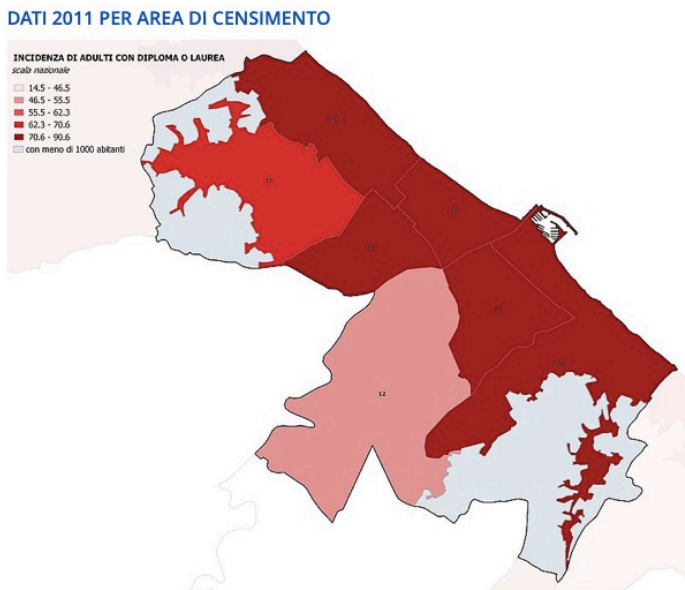 DATI 2011 PER AREA DI CENSIMENTO
INCIDENZA DI ADULTI CON DIPLOMA O LAUREA
scala nazionale
14.5 - 46.5
46.5 - 55.5
55.5 - 62.3
62.3 - 70.6
70.6 - 90.6
con meno di 1000 abitanti
12